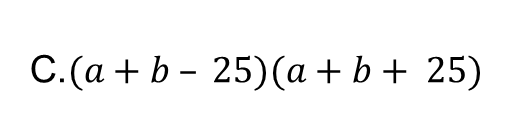 C.(a + b – 25)(a + b + 25)